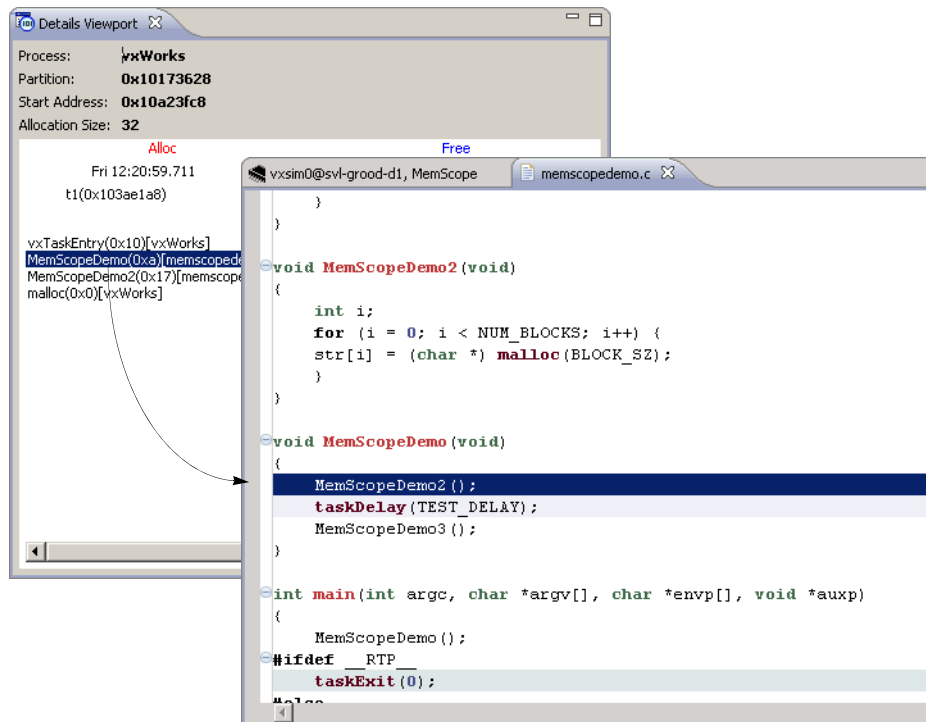 Details Viewport
Process: vxWorks
Partition: 0x10173628
Start Address: 0x10a23fc8
Allocation Size: 32
Alloc Free
Fri 12:20:59.711
t1(0x103ae1a8)
vxTaskEntry(0x10)[vxWorks]
MemScopeDemo(0xa)[memscopede
MemScopeDemo2(0x17)[memscope
malloc(0x0)[vxWorks]
vxsim0@svl-grood-d1, MemScope memscopedemo.c
}
}
void MemScopeDemo2(void)
{
int i;
for (i = 0; i < NUM_BLOCKS; i++) {
str[i] = (char *) malloc(BLOCK_SZ);
}
}
void MemScopeDemo(void)
{
MemScopeDemo2();
taskDelay(TEST_DELAY);
MemScopeDemo3();
}
int main(int argc, char *argv[], char *envp[], void *auxp)
{
MemScopeDemo();
#ifdef __RTP__
taskExit(0);
#else